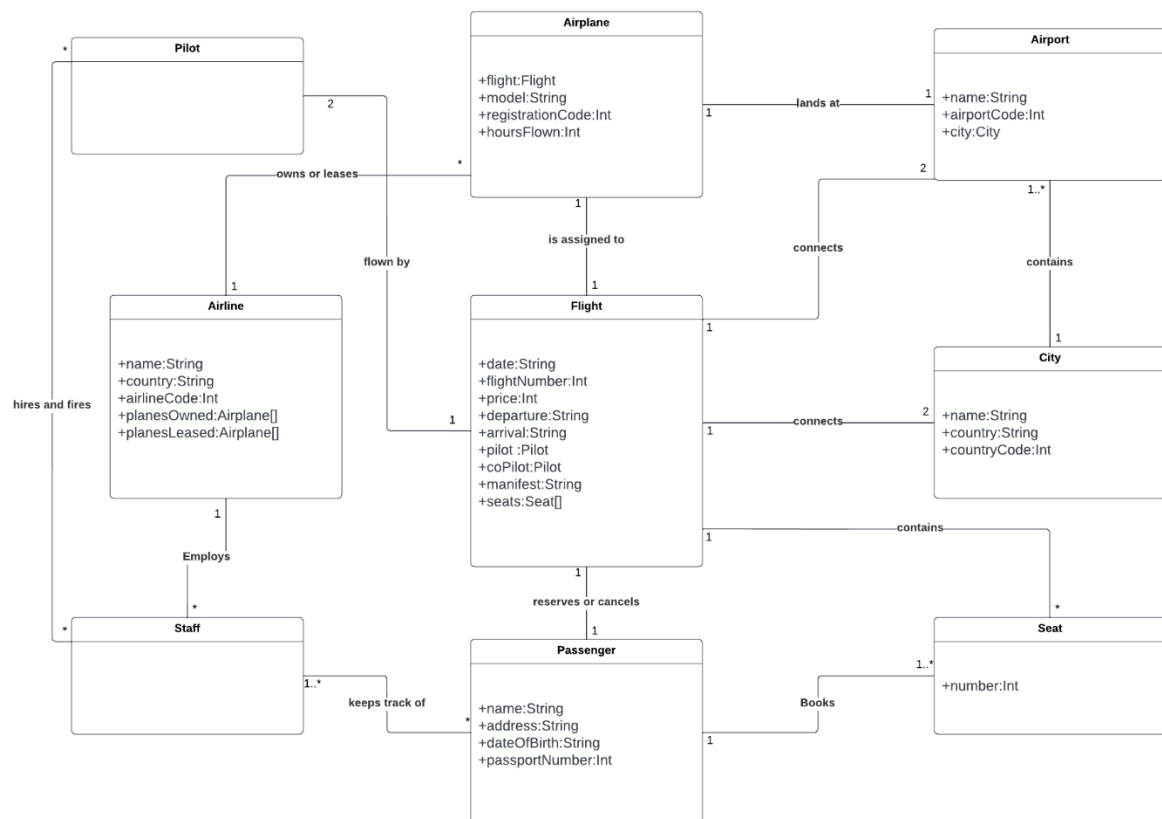 Airplane
+flight:Flight
+model:String
+registrationCode:Int
+hoursFlown:Int
Pilot
*
2
Airport
+name:String
+airportCode:Int
+city:City
1
lands at
1
*
owns or leases
1
2
1..*
is assigned to
flown by
connects
contains
1
1
1
1
Airline
+name:String
+country:String
+airlineCode:Int
+planesOwned:Airplane[]
+planesLeased:Airplane[]
Flight
+date:String
+flightNumber:Int
+price:Int
+departure:String
+arrival:String
+pilot :Pilot
+coPilot:Pilot
+manifest:String
+seats:Seat[]
City
+name:String
+country:String
+countryCode:Int
hires and fires
1
2
connects
1
1
contains
1
Employs
1
reserves or cancels
*
*
1
*
Staff
Passenger
+name:String
+address:String
+dateOfBirth:String
+passportNumber:Int
Seat
+number:Int
1..*
keeps track of
*
1..*
Books
1